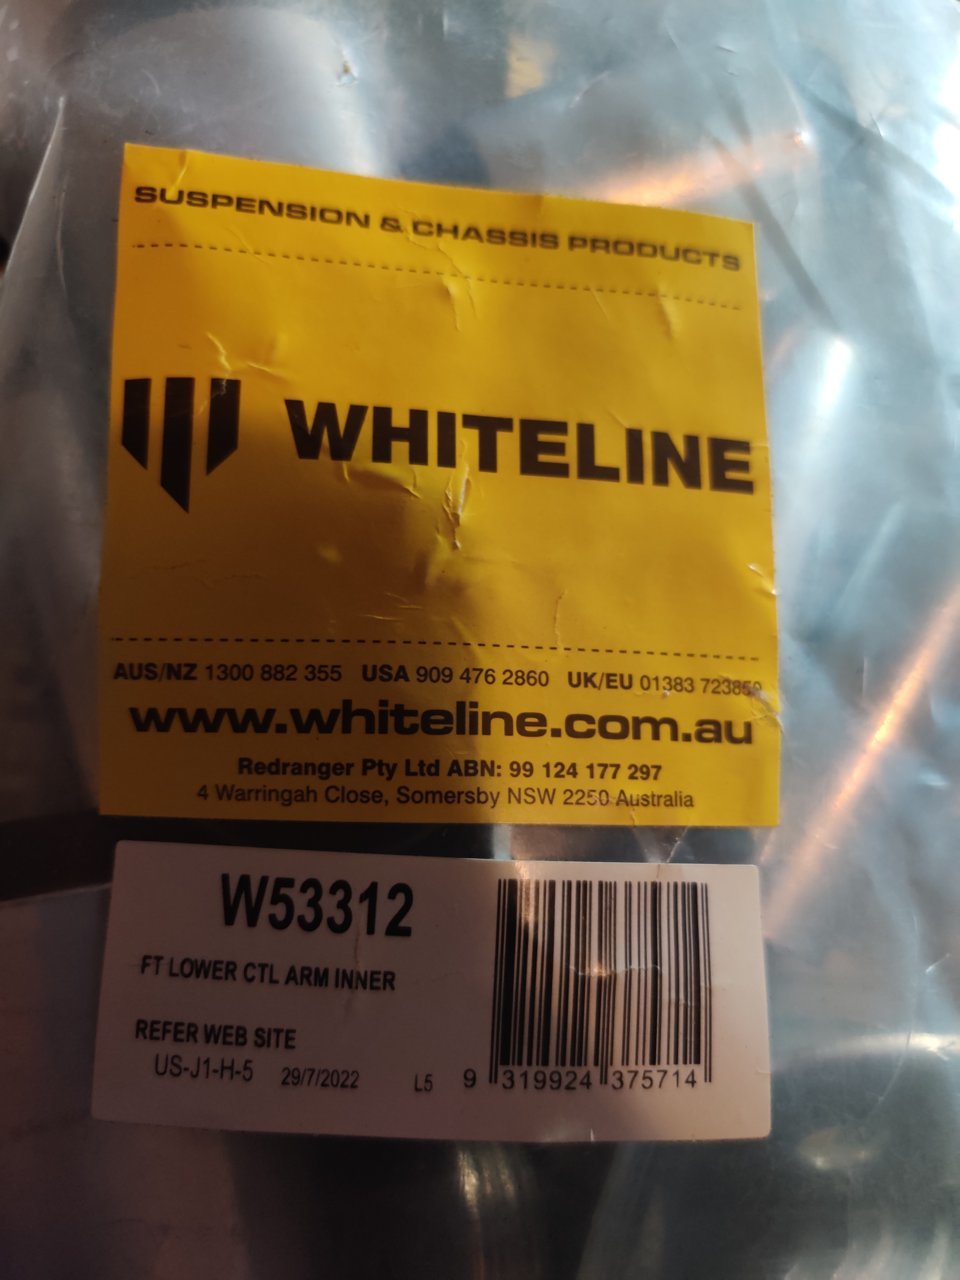 SUSPENSION & CHASSIS PRODUCTS
WHITELINE
AUS/NZ 1300 882 355 USA 909 476 2860 UK/EU 01383 723850
www.whiteline.com.au
Redranger Pty Ltd ABN: 99 124 177 297
4 Warringah Close, Somersby NSW 2250 Australia
W53312
FT LOWER CTL ARM INNER
REFER WEB SITE
US-J1-H-5 29/7/2022 L5
9 319924 375714